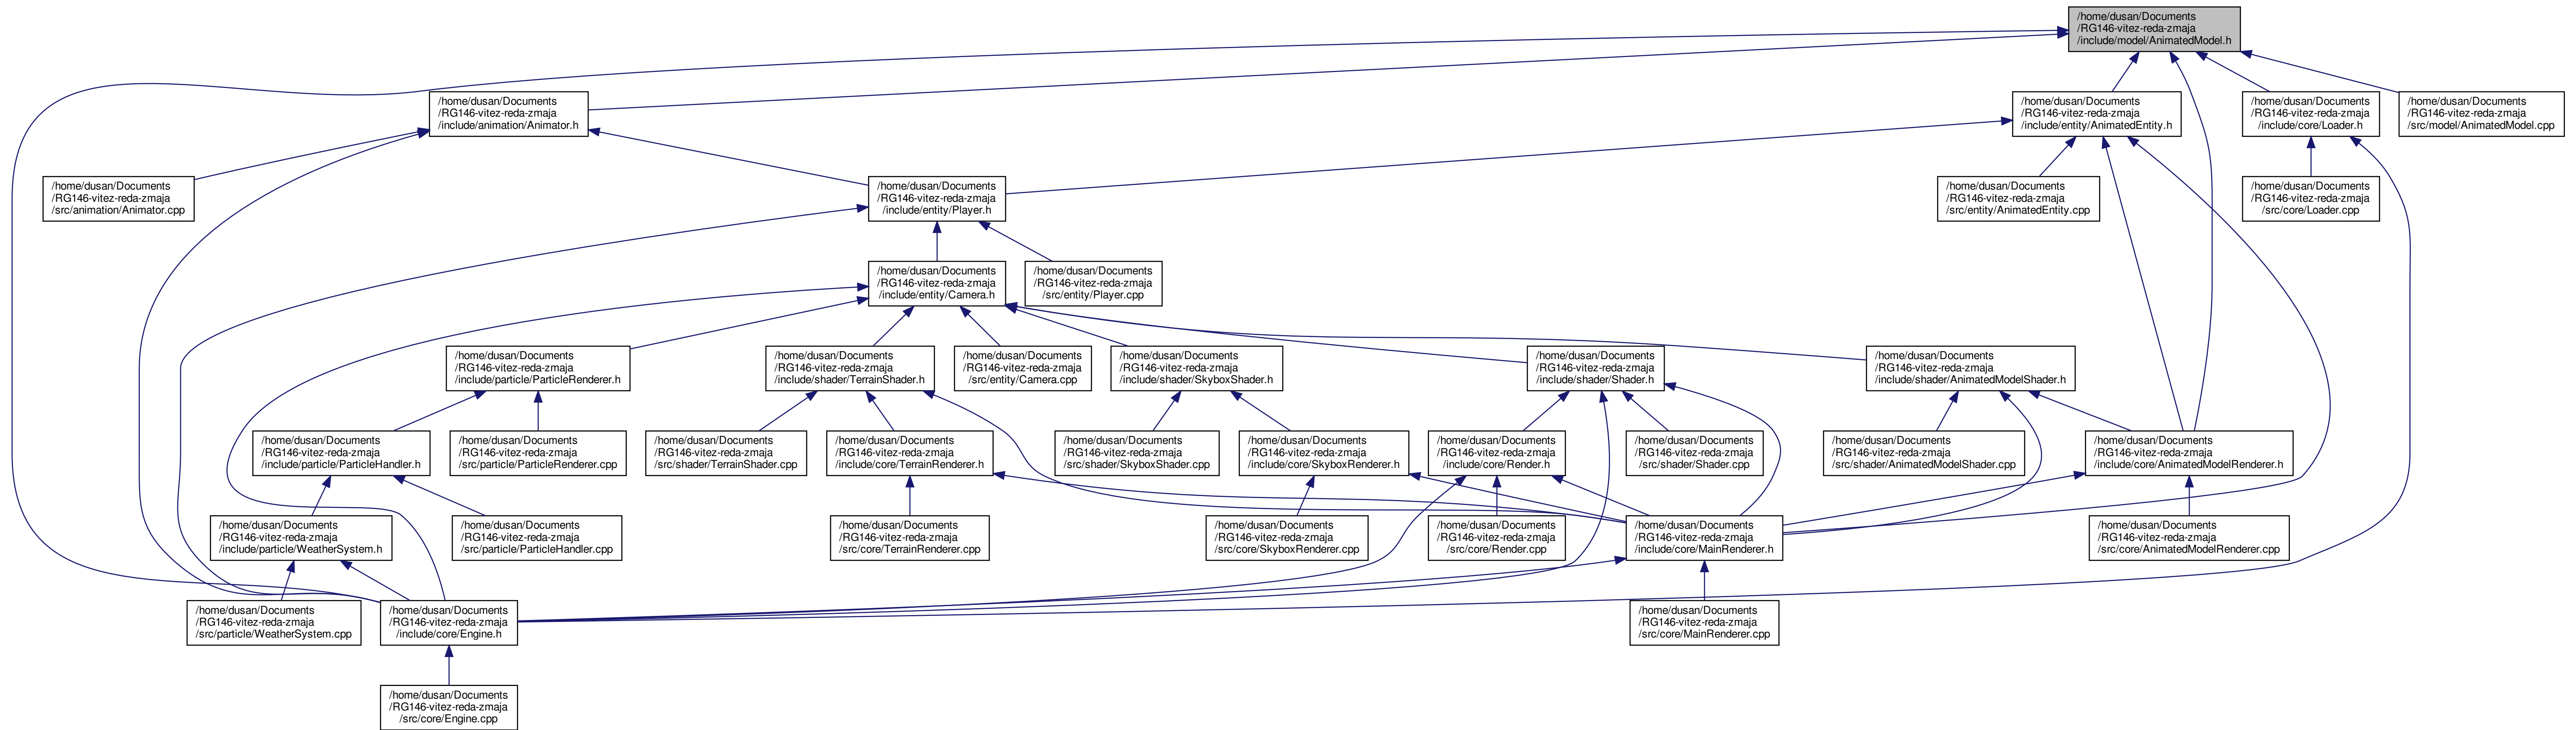 /home/dusan/Documents
/RG146-vitez-reda-zmaja
/include/model/AnimatedModel.h
/home/dusan/Documents
/RG146-vitez-reda-zmaja
/include/animation/Animator.h
/home/dusan/Documents
/RG146-vitez-reda-zmaja
/include/entity/AnimatedEntity.h
/home/dusan/Documents
/RG146-vitez-reda-zmaja
/include/core/Loader.h
/home/dusan/Documents
/RG146-vitez-reda-zmaja
/src/model/AnimatedModel.cpp
/home/dusan/Documents
/RG146-vitez-reda-zmaja
/src/animation/Animator.cpp
/home/dusan/Documents
/RG146-vitez-reda-zmaja
/include/entity/Player.h
/home/dusan/Documents
/RG146-vitez-reda-zmaja
/src/entity/AnimatedEntity.cpp
/home/dusan/Documents
/RG146-vitez-reda-zmaja
/src/core/Loader.cpp
/home/dusan/Documents
/RG146-vitez-reda-zmaja
/include/entity/Camera.h
/home/dusan/Documents
/RG146-vitez-reda-zmaja
/src/entity/Player.cpp
/home/dusan/Documents
/RG146-vitez-reda-zmaja
/include/particle/ParticleRenderer.h
/home/dusan/Documents
/RG146-vitez-reda-zmaja
/include/shader/TerrainShader.h
/home/dusan/Documents
/RG146-vitez-reda-zmaja
/src/entity/Camera.cpp
/home/dusan/Documents
/RG146-vitez-reda-zmaja
/include/shader/SkyboxShader.h
/home/dusan/Documents
/RG146-vitez-reda-zmaja
/include/shader/Shader.h
/home/dusan/Documents
/RG146-vitez-reda-zmaja
/include/shader/AnimatedModelShader.h
/home/dusan/Documents
/RG146-vitez-reda-zmaja
/include/particle/ParticleHandler.h
/home/dusan/Documents
/RG146-vitez-reda-zmaja
/src/particle/ParticleRenderer.cpp
/home/dusan/Documents
/RG146-vitez-reda-zmaja
/src/shader/TerrainShader.cpp
/home/dusan/Documents
/RG146-vitez-reda-zmaja
/include/core/TerrainRenderer.h
/home/dusan/Documents
/RG146-vitez-reda-zmaja
/src/shader/SkyboxShader.cpp
/home/dusan/Documents
/RG146-vitez-reda-zmaja
/include/core/SkyboxRenderer.h
/home/dusan/Documents
/RG146-vitez-reda-zmaja
/include/core/Render.h
/home/dusan/Documents
/RG146-vitez-reda-zmaja
/src/shader/Shader.cpp
/home/dusan/Documents
/RG146-vitez-reda-zmaja
/src/shader/AnimatedModelShader.cpp
/home/dusan/Documents
/RG146-vitez-reda-zmaja
/include/core/AnimatedModelRenderer.h
/home/dusan/Documents
/RG146-vitez-reda-zmaja
/include/particle/WeatherSystem.h
/home/dusan/Documents
/RG146-vitez-reda-zmaja
/src/particle/ParticleHandler.cpp
/home/dusan/Documents
/RG146-vitez-reda-zmaja
/src/core/TerrainRenderer.cpp
/home/dusan/Documents
/RG146-vitez-reda-zmaja
/src/core/SkyboxRenderer.cpp
/home/dusan/Documents
/RG146-vitez-reda-zmaja
/src/core/Render.cpp
/home/dusan/Documents
/RG146-vitez-reda-zmaja
/include/core/MainRenderer.h
/home/dusan/Documents
/RG146-vitez-reda-zmaja
/src/core/AnimatedModelRenderer.cpp
/home/dusan/Documents
/RG146-vitez-reda-zmaja
/src/particle/WeatherSystem.cpp
/home/dusan/Documents
/RG146-vitez-reda-zmaja
/include/core/Engine.h
/home/dusan/Documents
/RG146-vitez-reda-zmaja
/src/core/MainRenderer.cpp
/home/dusan/Documents
/RG146-vitez-reda-zmaja
/src/core/Engine.cpp